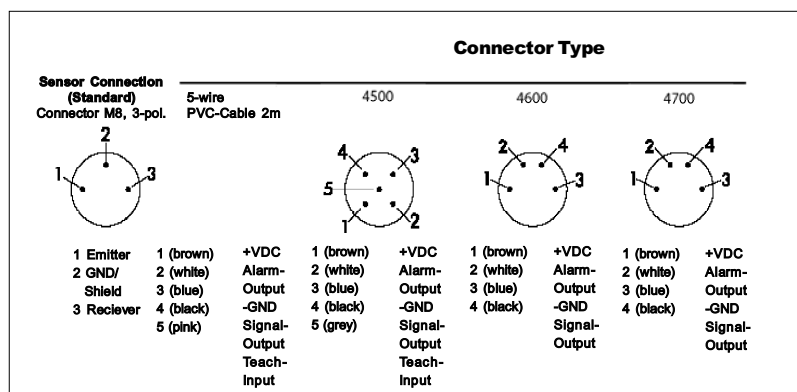 Connector Type
Sensor Connection
(Standard)
Connector M8, 3-pol.
5-wire
PVC-Cable 2m
4500
4600
4700
2
1
3
4
3
5
1
2
2
4
1
3
2
4
1
3
1 Emitter
2 GND/
Shield
3 Reciever
1 (brown)
2 (white)
3 (blue)
4 (black)
5 (pink)
+VDC
Alarm-
Output
-GND
Signal-
Output
Teach-
Input
1 (brown)
2 (white)
3 (blue)
4 (black)
5 (grey)
+VDC
Alarm-
Output
-GND
Signal-
Output
Teach-
Input
1 (brown)
2 (white)
3 (blue)
4 (black)
+VDC
Alarm-
Output
-GND
Signal-
Output
1 (brown)
2 (white)
3 (blue)
4 (black)
+VDC
Alarm-
Output
-GND
Signal-
Output